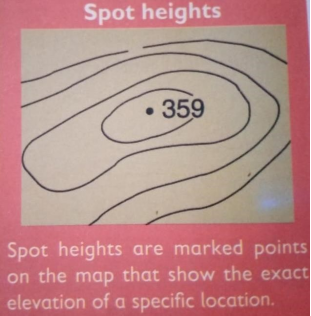 Spot heights
359
Spot heights are marked points
on the map that show the exact
elevation of a specific location.